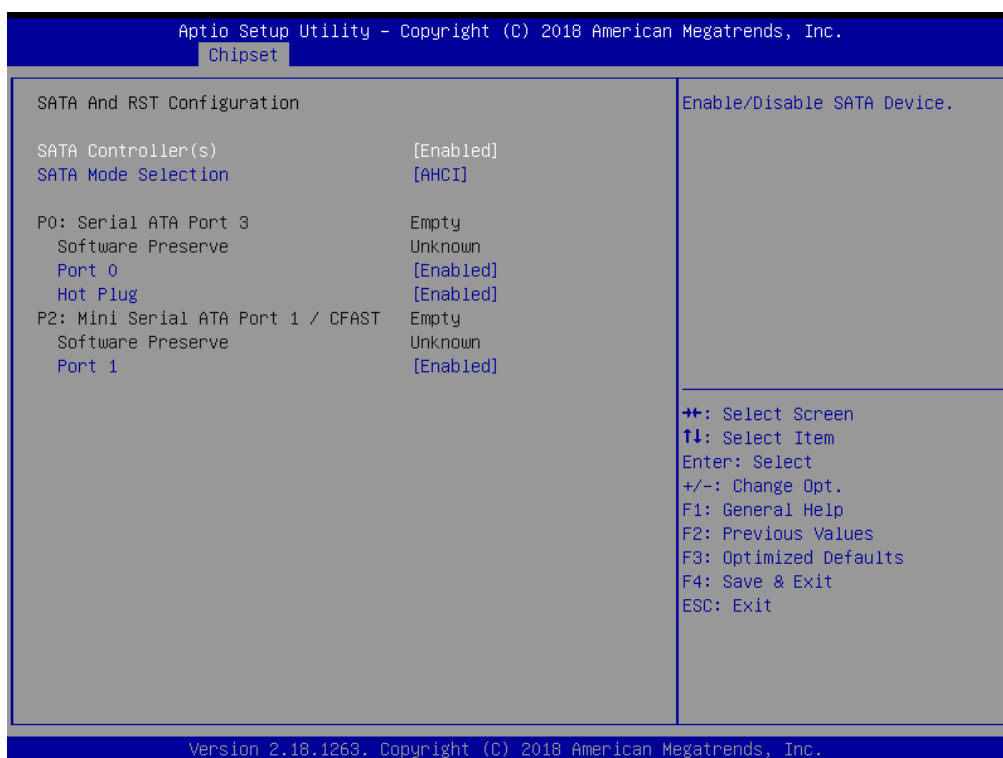 Aptio Setup Utility – Copyright (C) 2018 American Megatrends, Inc.
Chipset
SATA And RST Configuration
SATA Controller(s) [Enabled]
SATA Mode Selection [AHCI]
P0: Serial ATA Port 3 Empty
Software Preserve Unknown
Port 0 [Enabled]
Hot Plug [Enabled]
P2: Mini Serial ATA Port 1 / CFAST Empty
Software Preserve Unknown
Port 1 [Enabled]
Enable/Disable SATA Device.
→←: Select Screen
↑↓: Select Item
Enter: Select
+/-: Change Opt.
F1: General Help
F2: Previous Values
F3: Optimized Defaults
F4: Save & Exit
ESC: Exit
Version 2.18.1263. Copyright (C) 2018 American Megatrends, Inc.